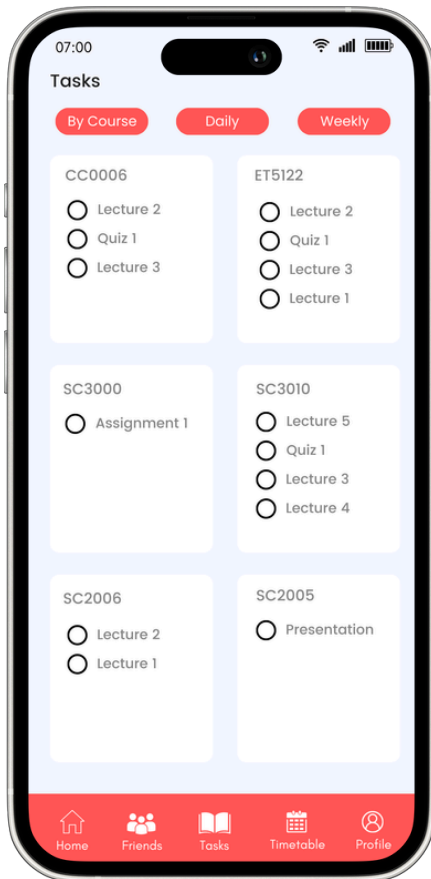 07:00
Tasks
By Course Daily Weekly
CC0006
Lecture 2
Quiz 1
Lecture 3
ET5122
Lecture 2
Quiz 1
Lecture 3
Lecture 1
SC3000
Assignment 1
SC3010
Lecture 5
Quiz 1
Lecture 3
Lecture 4
SC2006
Lecture 2
Lecture 1
SC2005
Presentation
Home Friends Tasks Timetable Profile